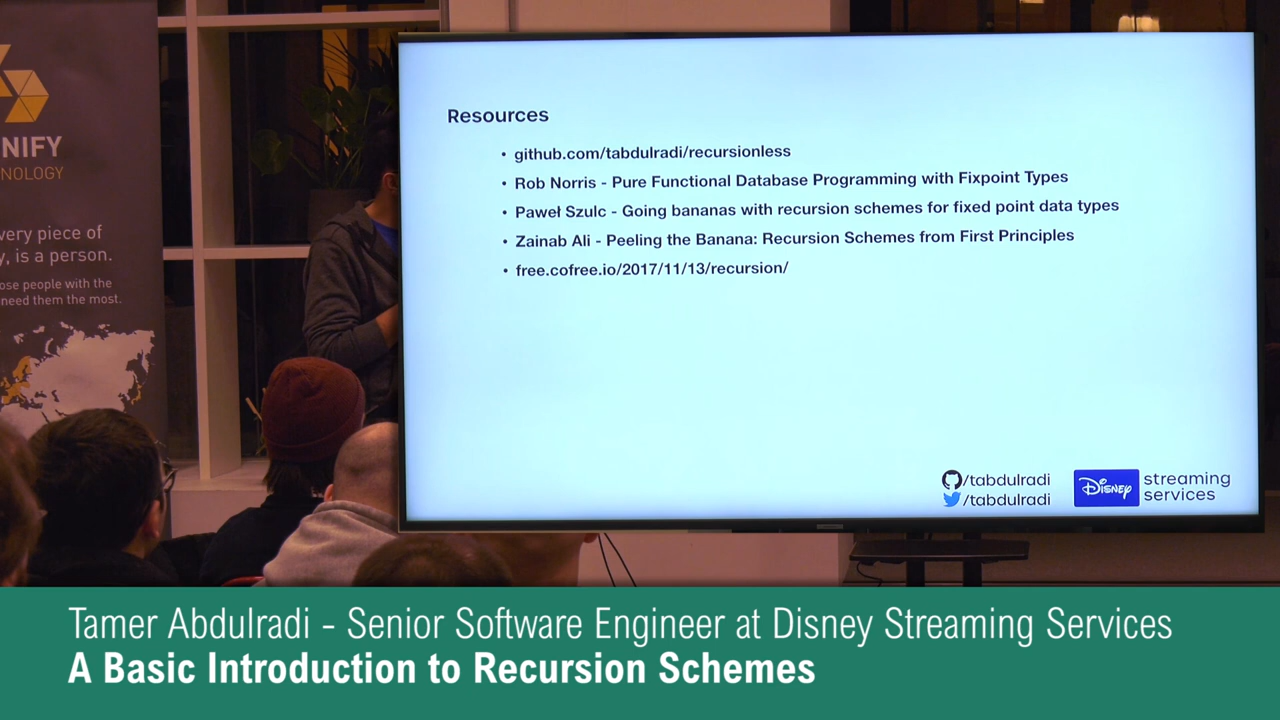 NIFY
NOLOGY
very piece of
y, is a person.
ose people with the
need them the most.
Resources
• github.com/tabdulradi/recursionless
• Rob Norris - Pure Functional Database Programming with Fixpoint Types
• Paweł Szulc - Going bananas with recursion schemes for fixed point data types
• Zainab Ali - Peeling the Banana: Recursion Schemes from First Principles
• free.cofree.io/2017/11/13/recursion/
/tabdulradi
/tabdulradi
Disney streaming
services
Tamer Abdulradi - Senior Software Engineer at Disney Streaming Services
A Basic Introduction to Recursion Schemes